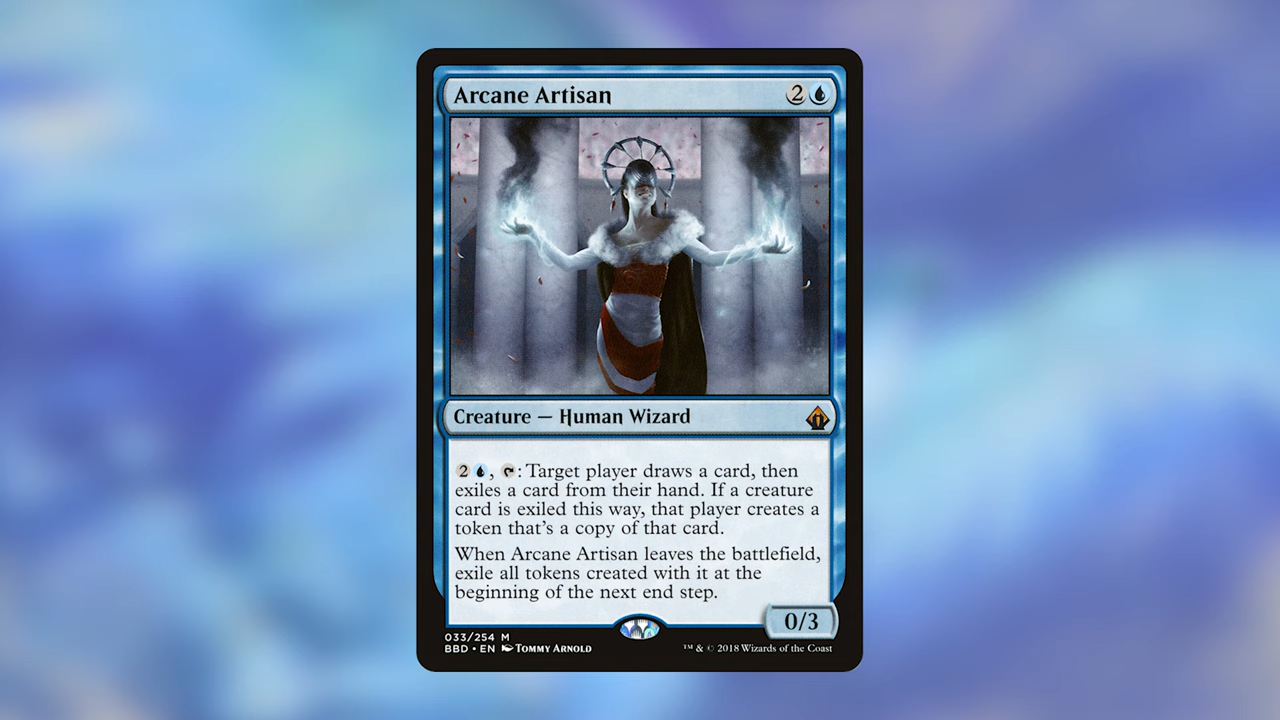 Arcane Artisan 2
Creature — Human Wizard
2, : Target player draws a card, then
exiles a card from their hand. If a creature
card is exiled this way, that player creates a
token that's a copy of that card.
When Arcane Artisan leaves the battlefield,
exile all tokens created with it at the
beginning of the next end step.
0/3
033/254 M
BBD • EN TOMMY ARNOLD
™ & © 2018 Wizards of the Coast